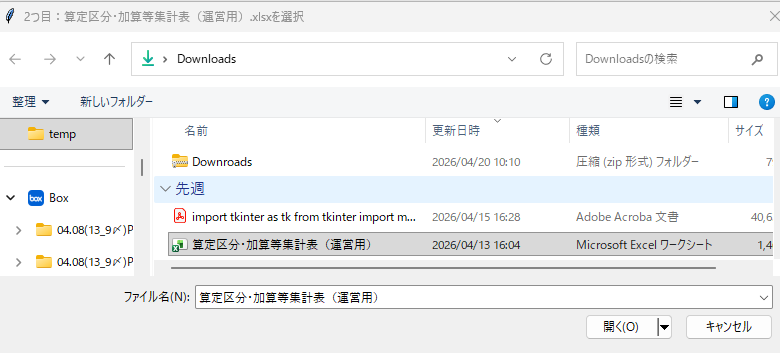 2つ目：算定区分･加算等集計表（運営用）.xlsxを選択
Downloads
Downloadsの検索
整理
新しいフォルダー
temp
Box
04.08(13_9〆)P
04.08(13_9〆)P
名前 更新日時 種類 サイズ
Downroads 2026/04/20 10:10 圧縮 (zip 形式) フォルダー
先週
import tkinter as tk from tkinter import m... 2026/04/15 16:28 Adobe Acroba 文書 40,6
算定区分･加算等集計表（運営用） 2026/04/13 16:04 Microsoft Excel ワークシート 1,4
ファイル名(N): 算定区分･加算等集計表（運営用）
開く(O) キャンセル